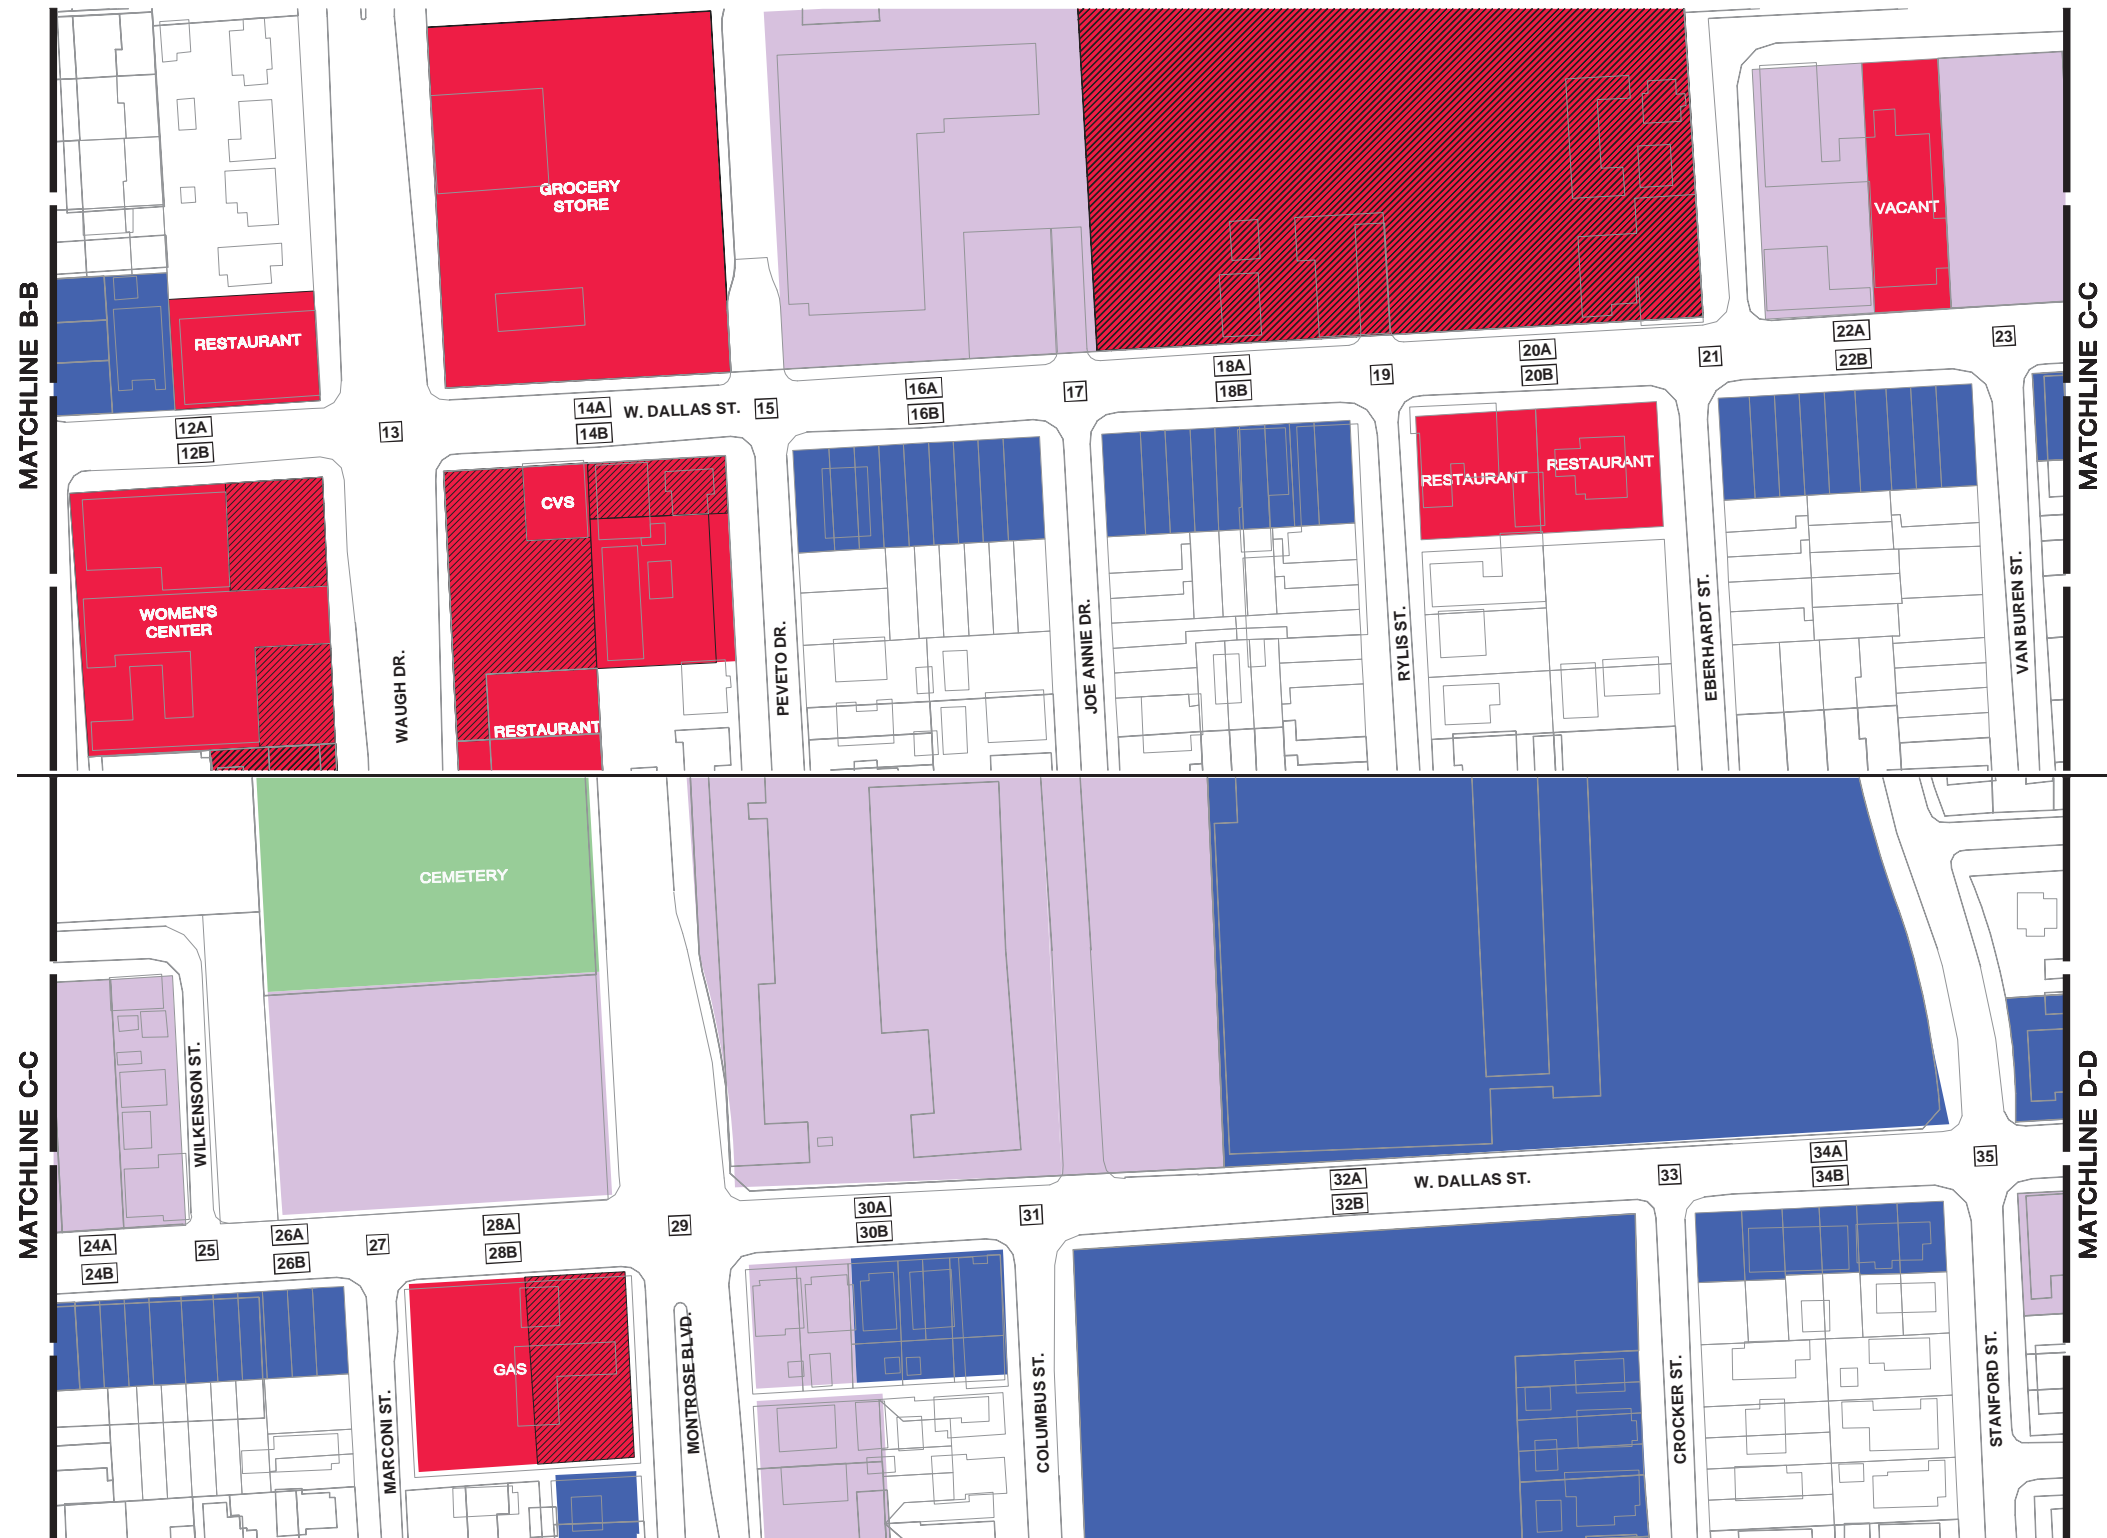 MATCHLINE B-B
MATCHLINE C-C
GROCERY
STORE
VACANT
RESTAURANT
12A
12B
13
14A
14B
W. DALLAS ST.
15
16A
16B
17
18A
18B
19
20A
20B
21
22A
22B
23
CVS
RESTAURANT
RESTAURANT
WOMEN'S
CENTER
RESTAURANT
WAUGH DR.
PEVETO DR.
JOE ANNIE DR.
RYLIS ST.
EBERHARDT ST.
VAN BUREN ST.
MATCHLINE C-C
MATCHLINE D-D
CEMETERY
WILKENSON ST.
24A
24B
25
26A
26B
27
28A
28B
29
30A
30B
31
32A
32B
W. DALLAS ST.
33
34A
34B
35
GAS
MARCONI ST.
MONTROSE BLVD.
COLUMBUS ST.
CROCKER ST.
STANFORD ST.